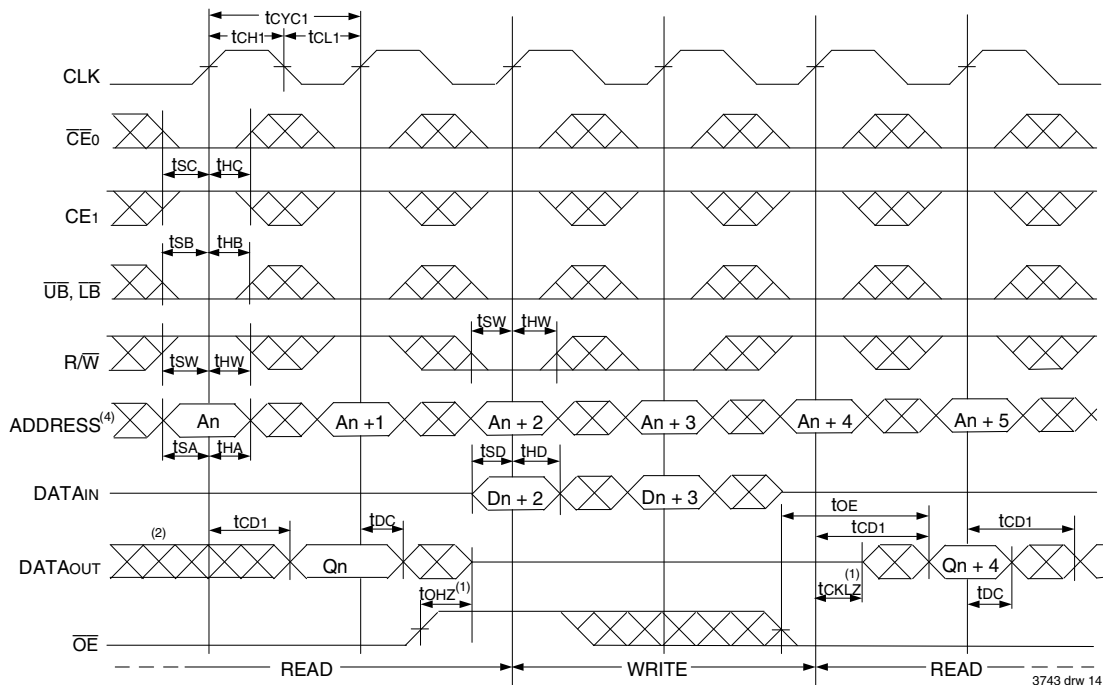 tCYC1
tCH1 tCL1
CLK
CE0
tSC tHC
CE1
tSB tHB
UB, LB
tSW tHW
R/W
tSW tHW
ADDRESS(4) An An +1 An + 2 An + 3 An + 4 An + 5
tSA tHA tSD tHD
DATAIN Dn + 2 Dn + 3
tOE
(2) tCD1 tDC tCD1 tCD1
DATAOUT Qn Qn + 4
(1)
tOHZ(1) tCKLZ tDC
OE
READ WRITE READ
3743 drw 14